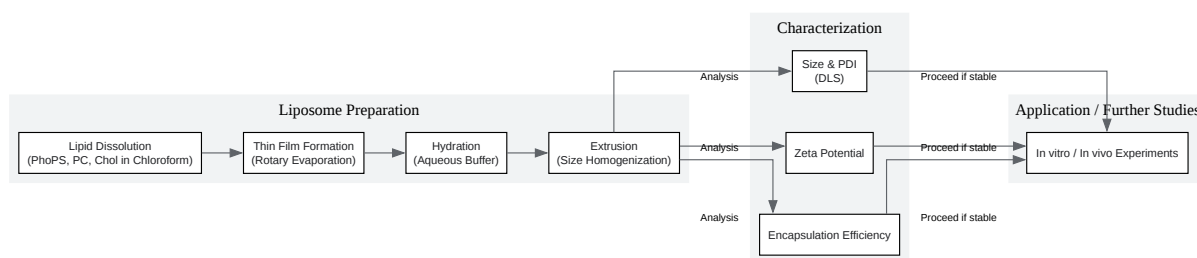 Characterization
Size & PDI
(DLS)
Analysis
Proceed if stable
Liposome Preparation
Application / Further Studies
Lipid Dissolution
(PhoPS, PC, Chol in Chloroform)
Thin Film Formation
(Rotary Evaporation)
Hydration
(Aqueous Buffer)
Extrusion
(Size Homogenization)
Analysis
Zeta Potential
Proceed if stable
In vitro / In vivo Experiments
Analysis
Proceed if stable
Encapsulation Efficiency